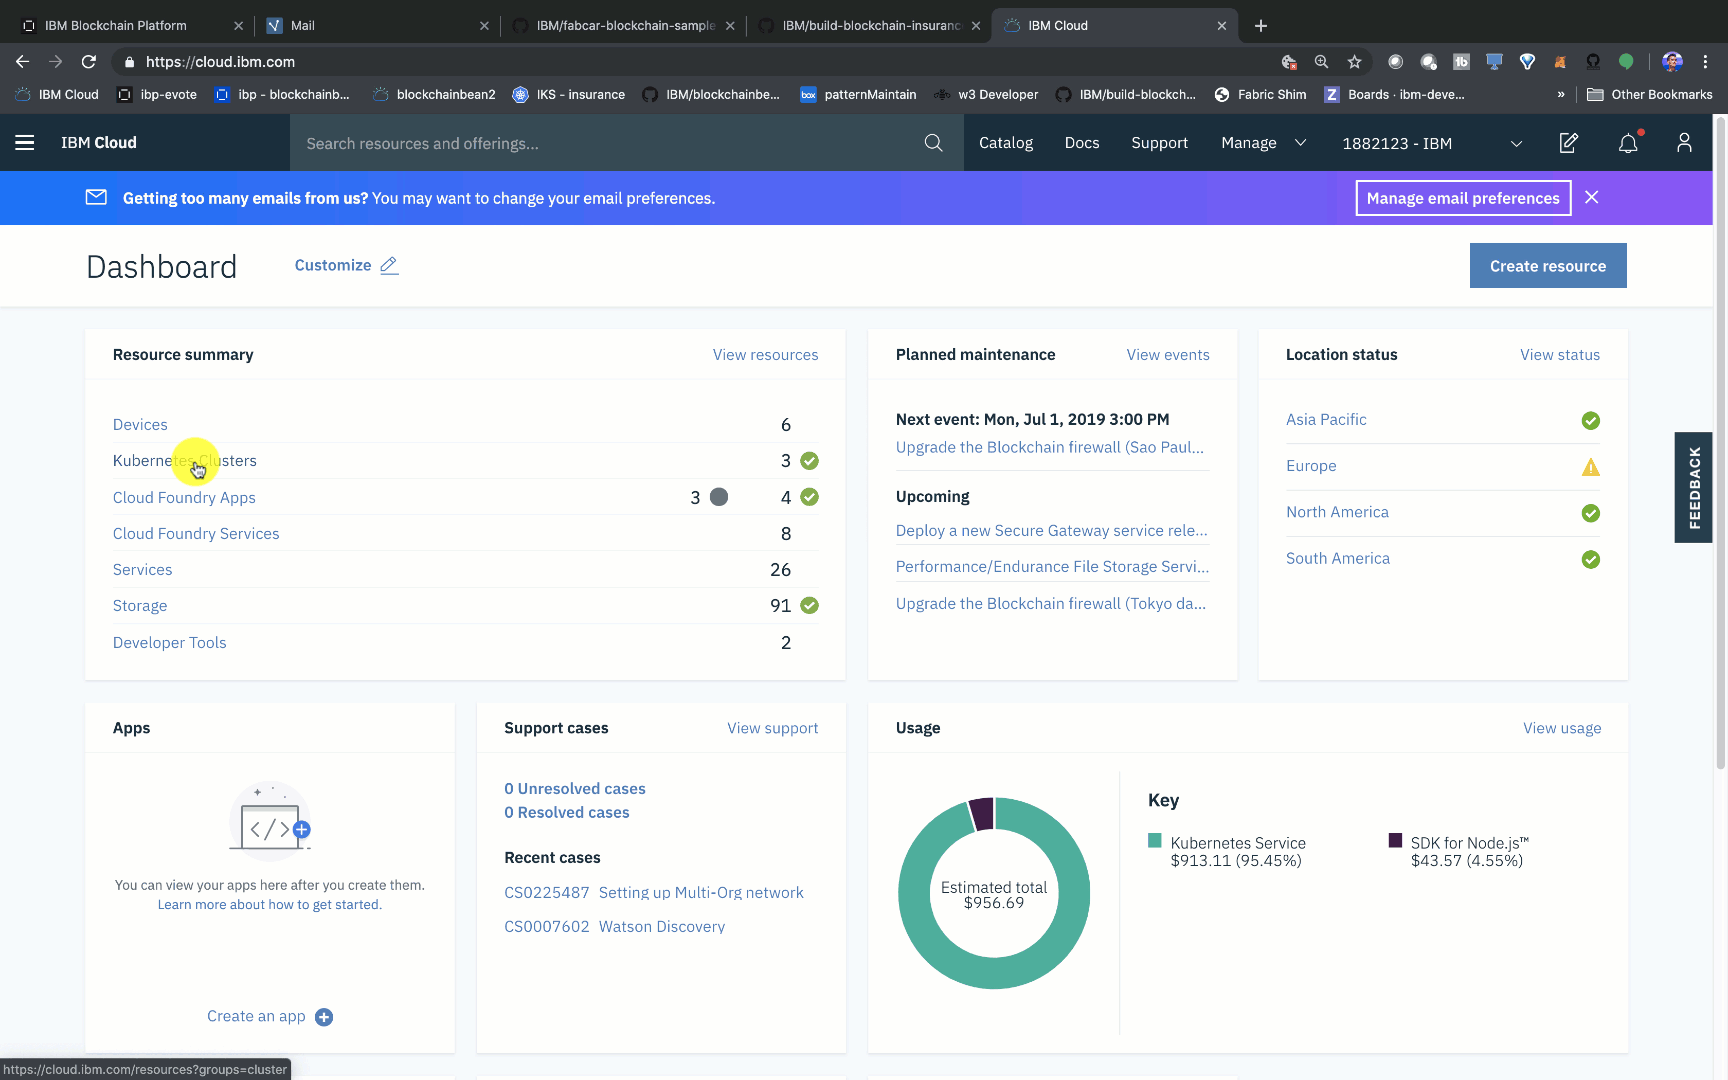 IBM Blockchain Platform
Mail
IBM/fabcar-blockchain-sample
IBM/build-blockchain-insuranc
IBM Cloud
https://cloud.ibm.com
IBM Cloud
ibp-evote
ibp - blockchainb...
blockchainbean2
IKS - insurance
IBM/blockchainbe...
box
patternMaintain
w3 Developer
IBM/build-blockch...
Fabric Shim
Z
Boards · ibm-deve...
»
Other Bookmarks
IBM Cloud
Search resources and offerings...
Catalog
Docs
Support
Manage
1882123 - IBM
Getting too many emails from us? You may want to change your email preferences.
Manage email preferences
Dashboard
Customize
Create resource
Resource summary
View resources
Devices 6
Kubernetes Clusters 3
Cloud Foundry Apps 3 4
Cloud Foundry Services 8
Services 26
Storage 91
Developer Tools 2
Planned maintenance
View events
Next event: Mon, Jul 1, 2019 3:00 PM
Upgrade the Blockchain firewall (Sao Paul...
Upcoming
Deploy a new Secure Gateway service rele...
Performance/Endurance File Storage Servi...
Upgrade the Blockchain firewall (Tokyo da...
Location status
View status
Asia Pacific
Europe
North America
South America
FEEDBACK
Apps
You can view your apps here after you create them.
Learn more about how to get started.
Create an app
Support cases
View support
0 Unresolved cases
0 Resolved cases
Recent cases
CS0225487 Setting up Multi-Org network
CS0007602 Watson Discovery
Usage
View usage
Estimated total
$956.69
Key
Kubernetes Service
$913.11 (95.45%)
SDK for Node.js™
$43.57 (4.55%)
https://cloud.ibm.com/resources?groups=cluster